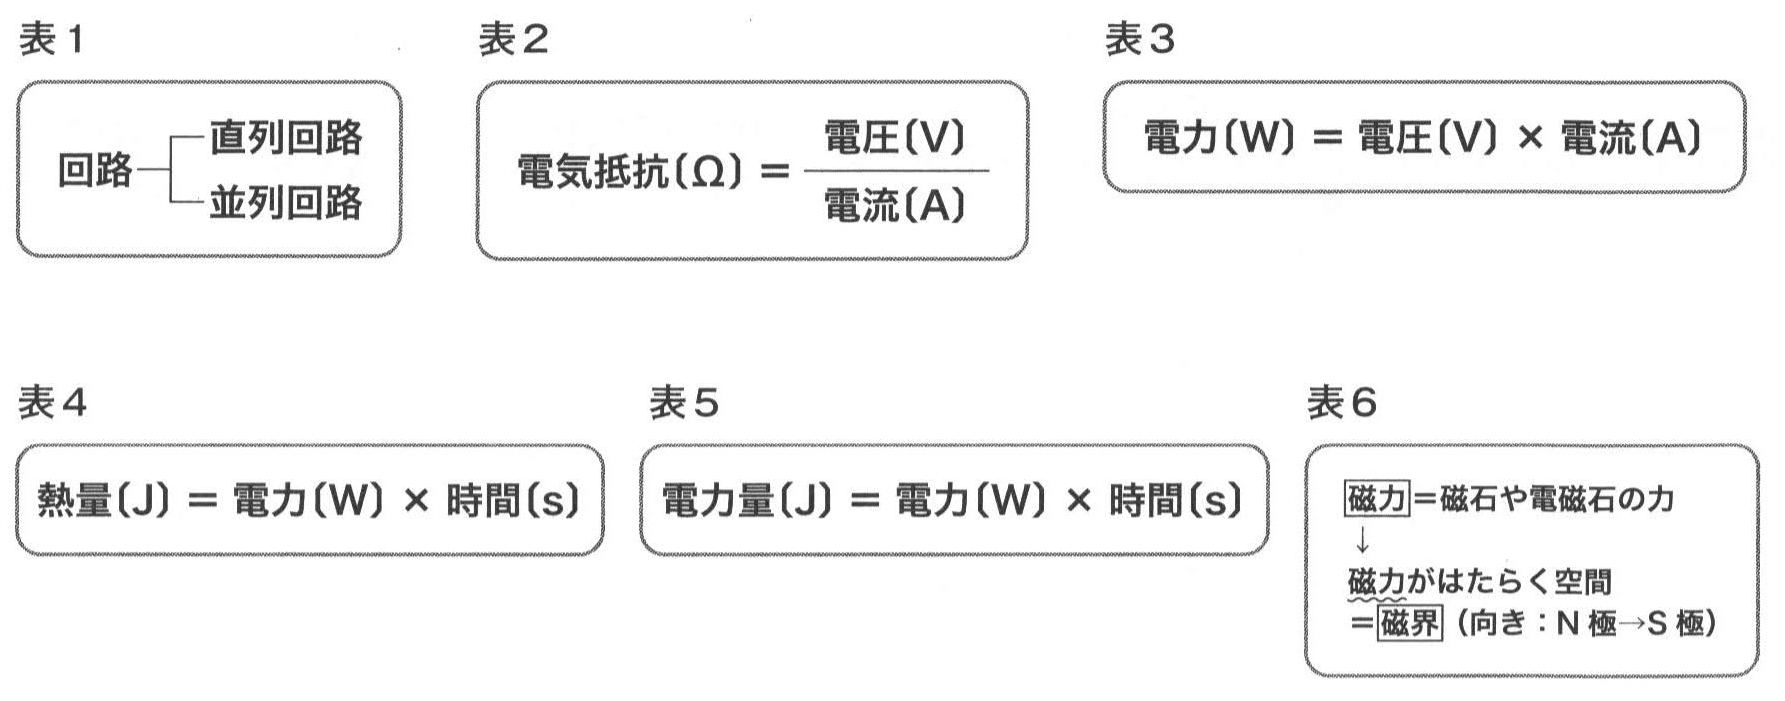 表1
回路
直列回路
並列回路
表2
電気抵抗〔Ω〕＝電圧〔V〕/電流〔A〕
表3
電力〔W〕＝電圧〔V〕×電流〔A〕
表4
熱量〔J〕＝電力〔W〕×時間〔s〕
表5
電力量〔J〕＝電力〔W〕×時間〔s〕
表6
磁力＝磁石や電磁石の力
↓
磁力がはたらく空間
＝磁界（向き：N極→S極）